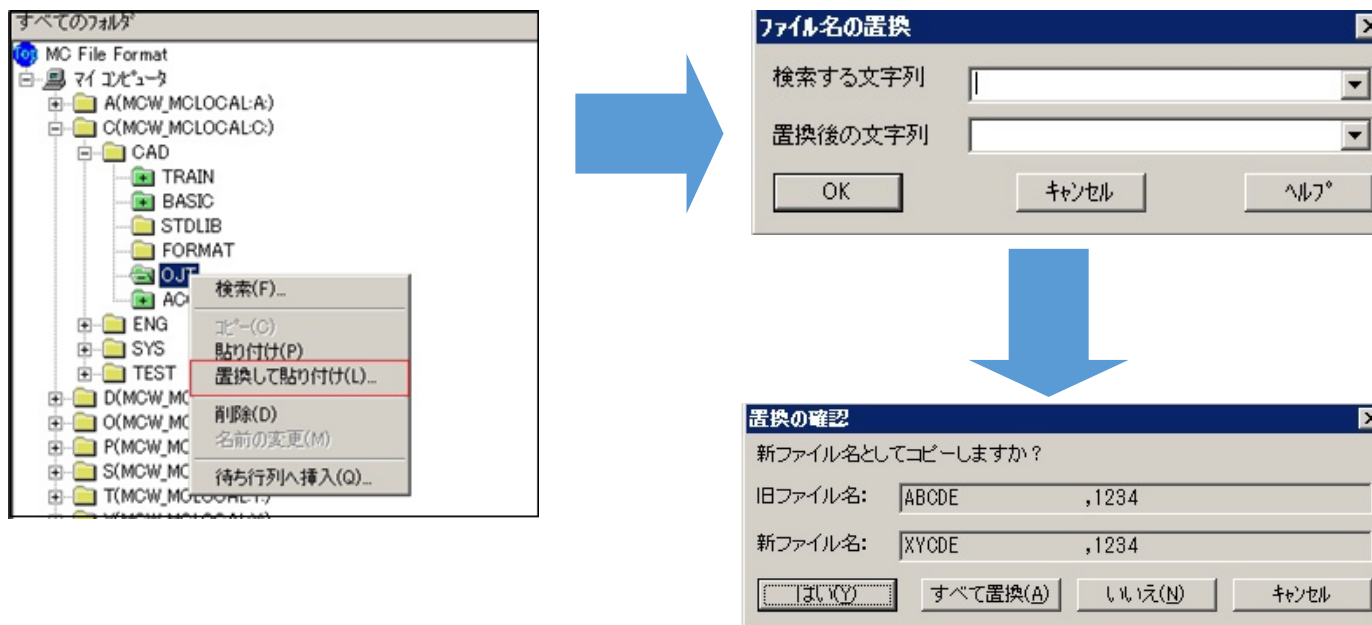 すべてのフォルダ
MC File Format
マイ コンピュータ
A(MCW_MCLOCAL:A:)
C(MCW_MCLOCAL:C:)
CAD
TRAIN
BASIC
STDLIB
FORMAT
OJT
AC
ENG
SYS
TEST
D(MCW_MC
O(MCW_MC
P(MCW_MC
S(MCW_MC
T(MCW_MCLOCAL:T:)
検索(F)...
コピー(C)
貼り付け(P)
置換して貼り付け(L)...
削除(D)
名前の変更(M)
待ち行列へ挿入(Q)...
ファイル名の置換
検索する文字列
置換後の文字列
OK キャンセル ヘルプ
置換の確認
新ファイル名としてコピーしますか?
旧ファイル名: ABCDE ,1234
新ファイル名: XYCDE ,1234
はい(Y) すべて置換(A) いいえ(N) キャンセル